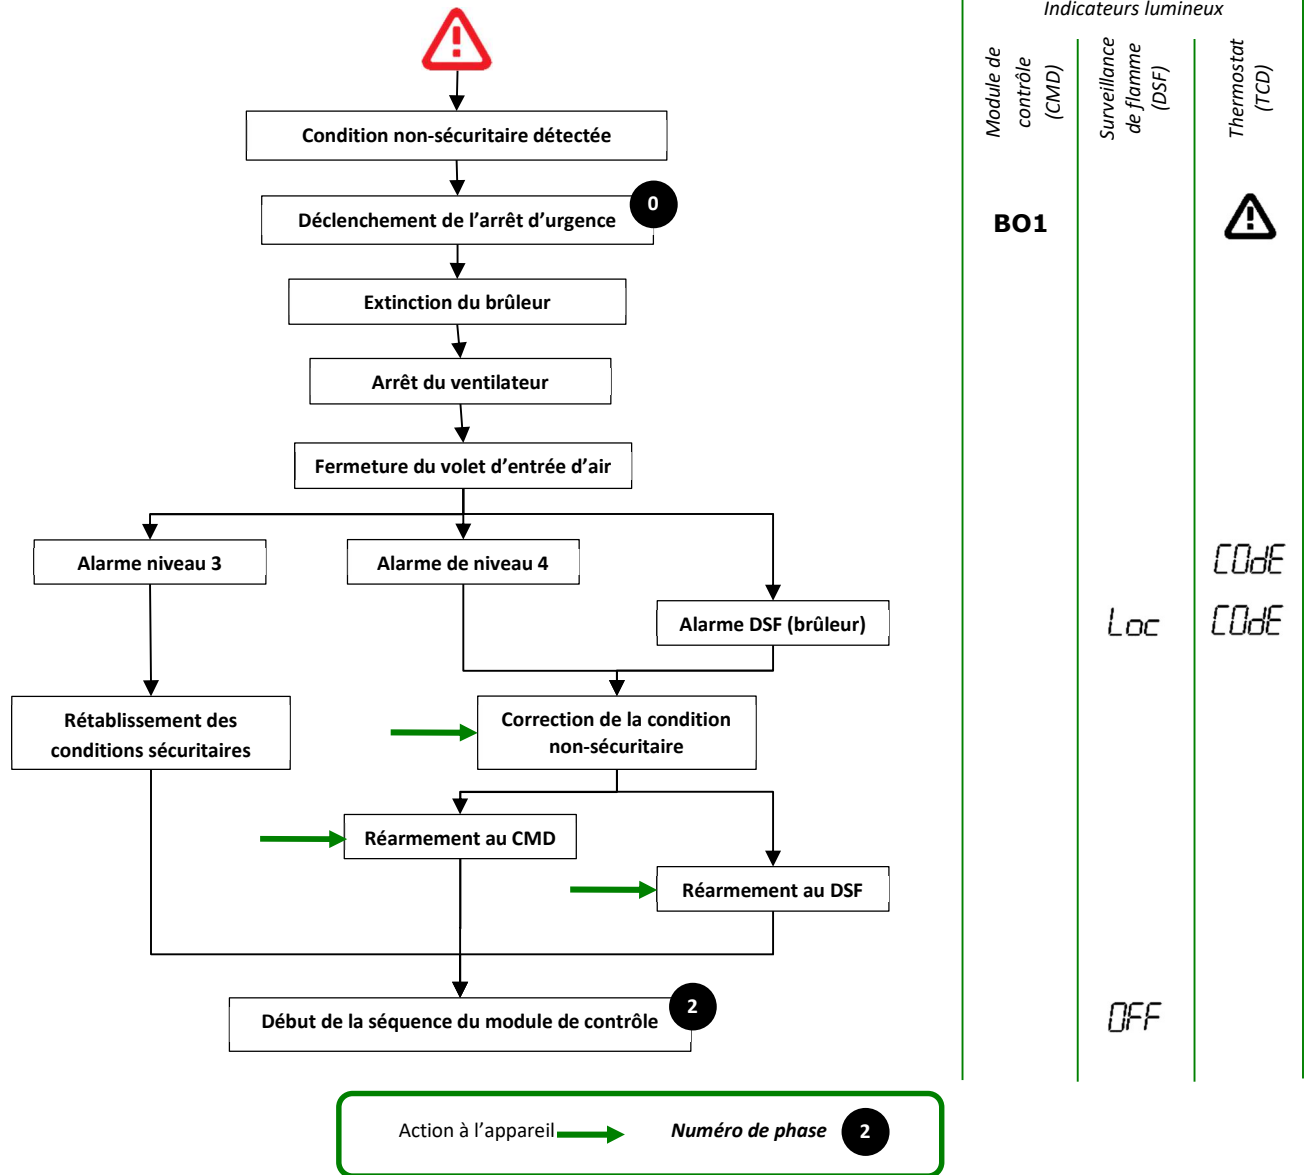 Indicateurs lumineux
Module de
contrôle
(CMD)
Surveillance
de flamme
(DSF)
Thermostat
(TCD)
Condition non-sécuritaire détectée
Déclenchement de l’arrêt d’urgence
0
BO1
Extinction du brûleur
Arrêt du ventilateur
Fermeture du volet d’entrée d’air
Alarme niveau 3
Alarme de niveau 4
COdE
Alarme DSF (brûleur)
Loc
COdE
Rétablissement des
conditions sécuritaires
Correction de la condition
non-sécuritaire
Réarmement au CMD
Réarmement au DSF
Début de la séquence du module de contrôle
2
OFF
Action à l’appareil
Numéro de phase
2